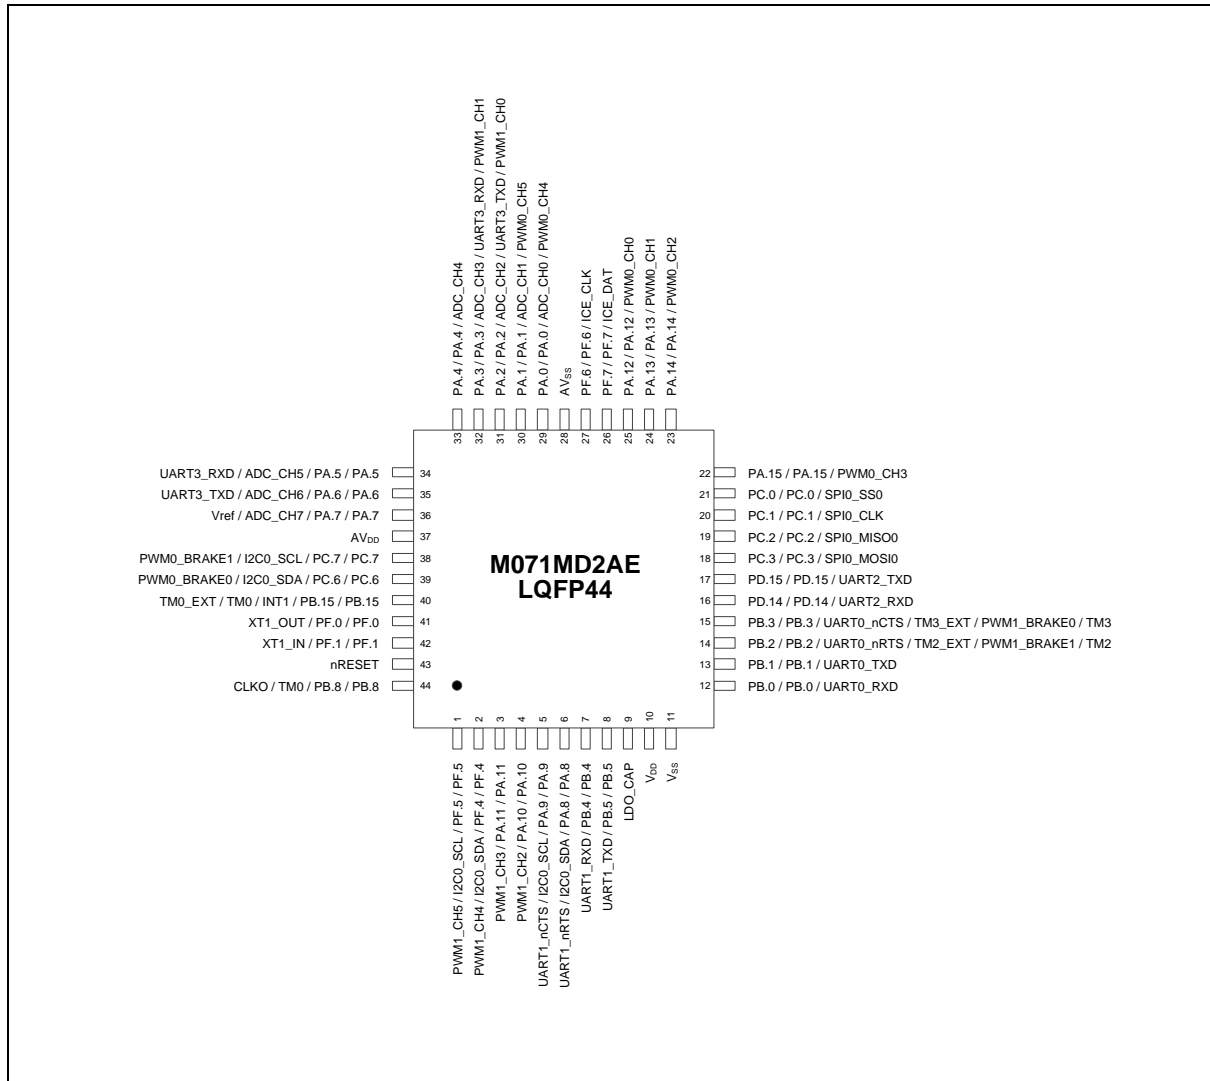 PA.4 / PA.4 / ADC_CH4
PA.3 / PA.3 / ADC_CH3 / UART3_RXD / PWM1_CH1
PA.2 / PA.2 / ADC_CH2 / UART3_TXD / PWM1_CH0
PA.1 / PA.1 / ADC_CH1 / PWM0_CH5
PA.0 / PA.0 / ADC_CH0 / PWM0_CH4
AVSS
PF.6 / PF.6 / ICE_CLK
PF.7 / PF.7 / ICE_DAT
PA.12 / PA.12 / PWM0_CH0
PA.13 / PA.13 / PWM0_CH1
PA.14 / PA.14 / PWM0_CH2
33 32 31 30 29 28 27 26 25 24 23
UART3_RXD / ADC_CH5 / PA.5 / PA.5 34
UART3_TXD / ADC_CH6 / PA.6 / PA.6 35
Vref / ADC_CH7 / PA.7 / PA.7 36
AVDD 37
PWM0_BRAKE1 / I2C0_SCL / PC.7 / PC.7 38
PWM0_BRAKE0 / I2C0_SDA / PC.6 / PC.6 39
TM0_EXT / TM0 / INT1 / PB.15 / PB.15 40
XT1_OUT / PF.0 / PF.0 41
XT1_IN / PF.1 / PF.1 42
nRESET 43
CLKO / TM0 / PB.8 / PB.8 44
M071MD2AE
LQFP44
22 PA.15 / PA.15 / PWM0_CH3
21 PC.0 / PC.0 / SPI0_SS0
20 PC.1 / PC.1 / SPI0_CLK
19 PC.2 / PC.2 / SPI0_MISO0
18 PC.3 / PC.3 / SPI0_MOSI0
17 PD.15 / PD.15 / UART2_TXD
16 PD.14 / PD.14 / UART2_RXD
15 PB.3 / PB.3 / UART0_nCTS / TM3_EXT / PWM1_BRAKE0 / TM3
14 PB.2 / PB.2 / UART0_nRTS / TM2_EXT / PWM1_BRAKE1 / TM2
13 PB.1 / PB.1 / UART0_TXD
12 PB.0 / PB.0 / UART0_RXD
1 2 3 4 5 6 7 8 9 10 11
PWM1_CH5 / I2C0_SCL / PF.5 / PF.5
PWM1_CH4 / I2C0_SDA / PF.4 / PF.4
PWM1_CH3 / PA.11 / PA.11
PWM1_CH2 / PA.10 / PA.10
UART1_nCTS / I2C0_SCL / PA.9 / PA.9
UART1_nRTS / I2C0_SDA / PA.8 / PA.8
UART1_RXD / PB.4 / PB.4
UART1_TXD / PB.5 / PB.5
LDO_CAP
VDD
VSS